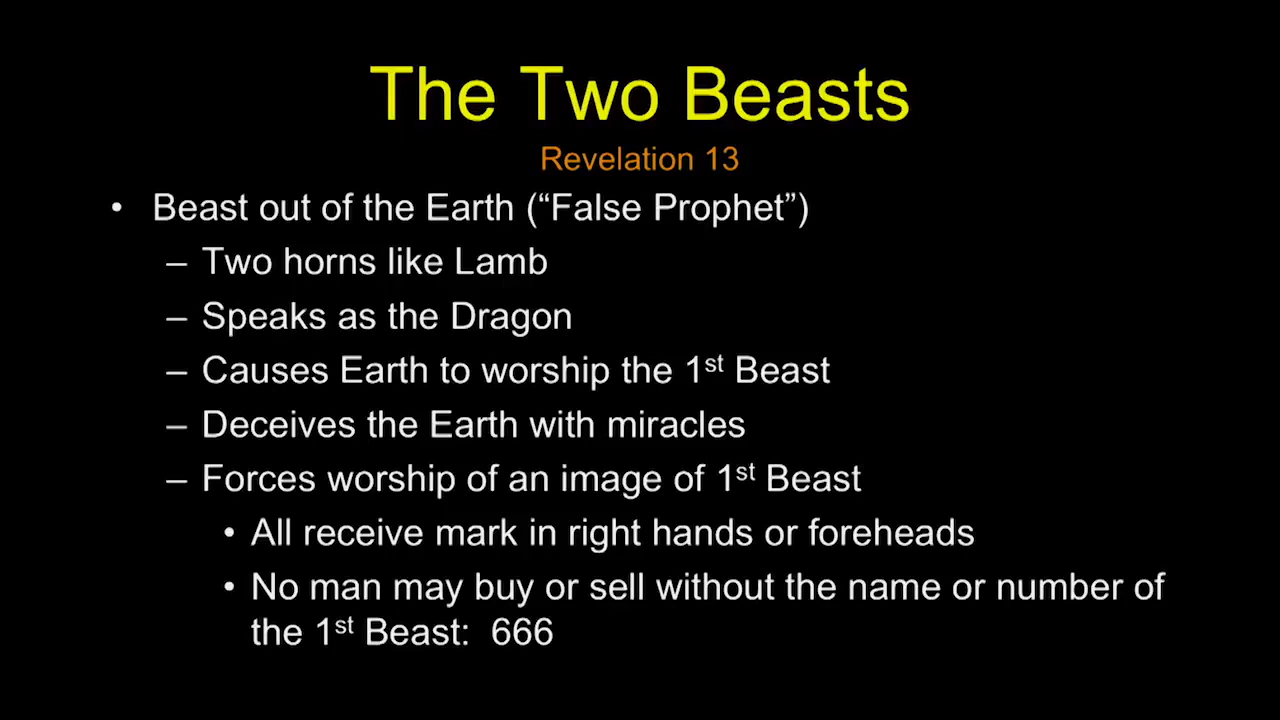 The Two Beasts
Revelation 13
• Beast out of the Earth (“False Prophet”)
– Two horns like Lamb
– Speaks as the Dragon
– Causes Earth to worship the 1st Beast
– Deceives the Earth with miracles
– Forces worship of an image of 1st Beast
• All receive mark in right hands or foreheads
• No man may buy or sell without the name or number of
the 1st Beast: 666